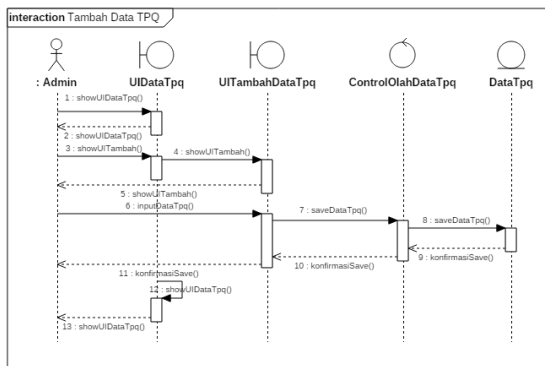 interaction Tambah Data TPQ
: Admin
UIDataTpq
UITambahDataTpq
ControlOlahDataTpq
DataTpq
1 : showUIDataTpq()
2 : showUIDataTpq()
3 : showUITambah()
4 : showUITambah()
5 : showUITambah()
6 : inputDataTpq()
7 : saveDataTpq()
8 : saveDataTpq()
9 : konfirmasiSave()
10 : konfirmasiSave()
11 : konfirmasiSave()
12 : showUIDataTpq()
13 : showUIDataTpq()